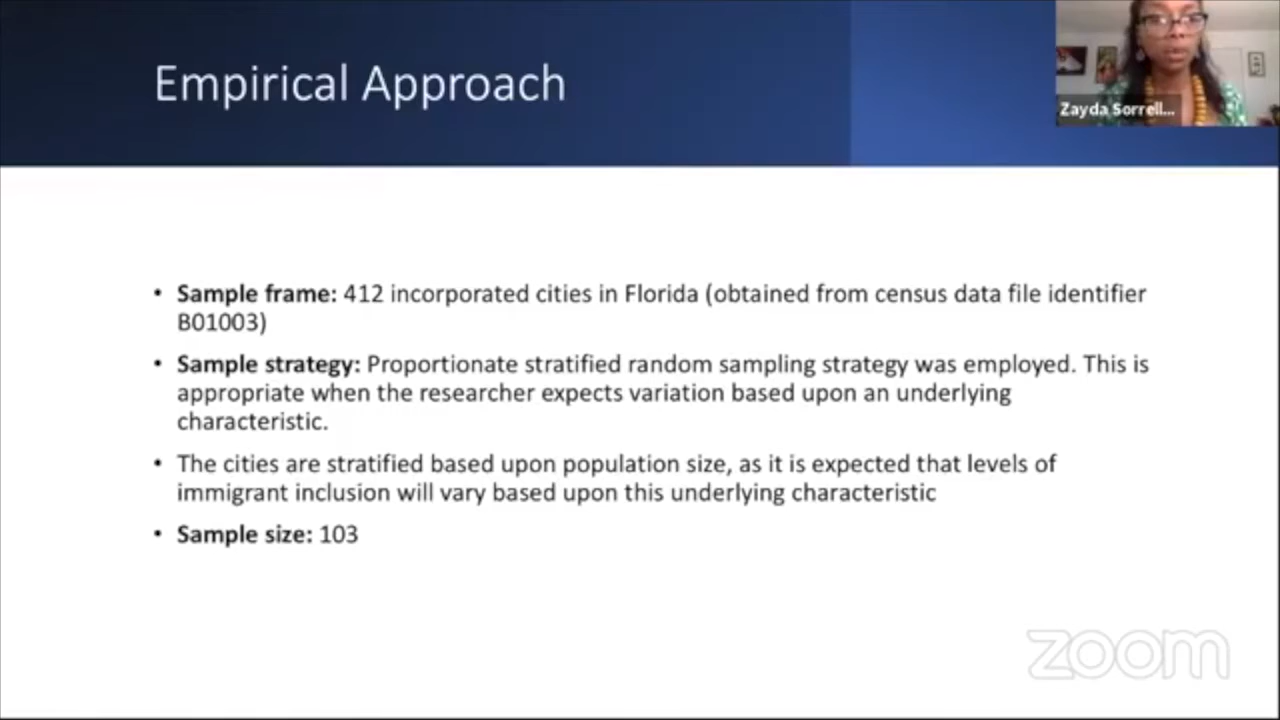 Empirical Approach
Zayda Sorrell...
• Sample frame: 412 incorporated cities in Florida (obtained from census data file identifier
B01003)
• Sample strategy: Proportionate stratified random sampling strategy was employed. This is
appropriate when the researcher expects variation based upon an underlying
characteristic.
• The cities are stratified based upon population size, as it is expected that levels of
immigrant inclusion will vary based upon this underlying characteristic
• Sample size: 103
zoom